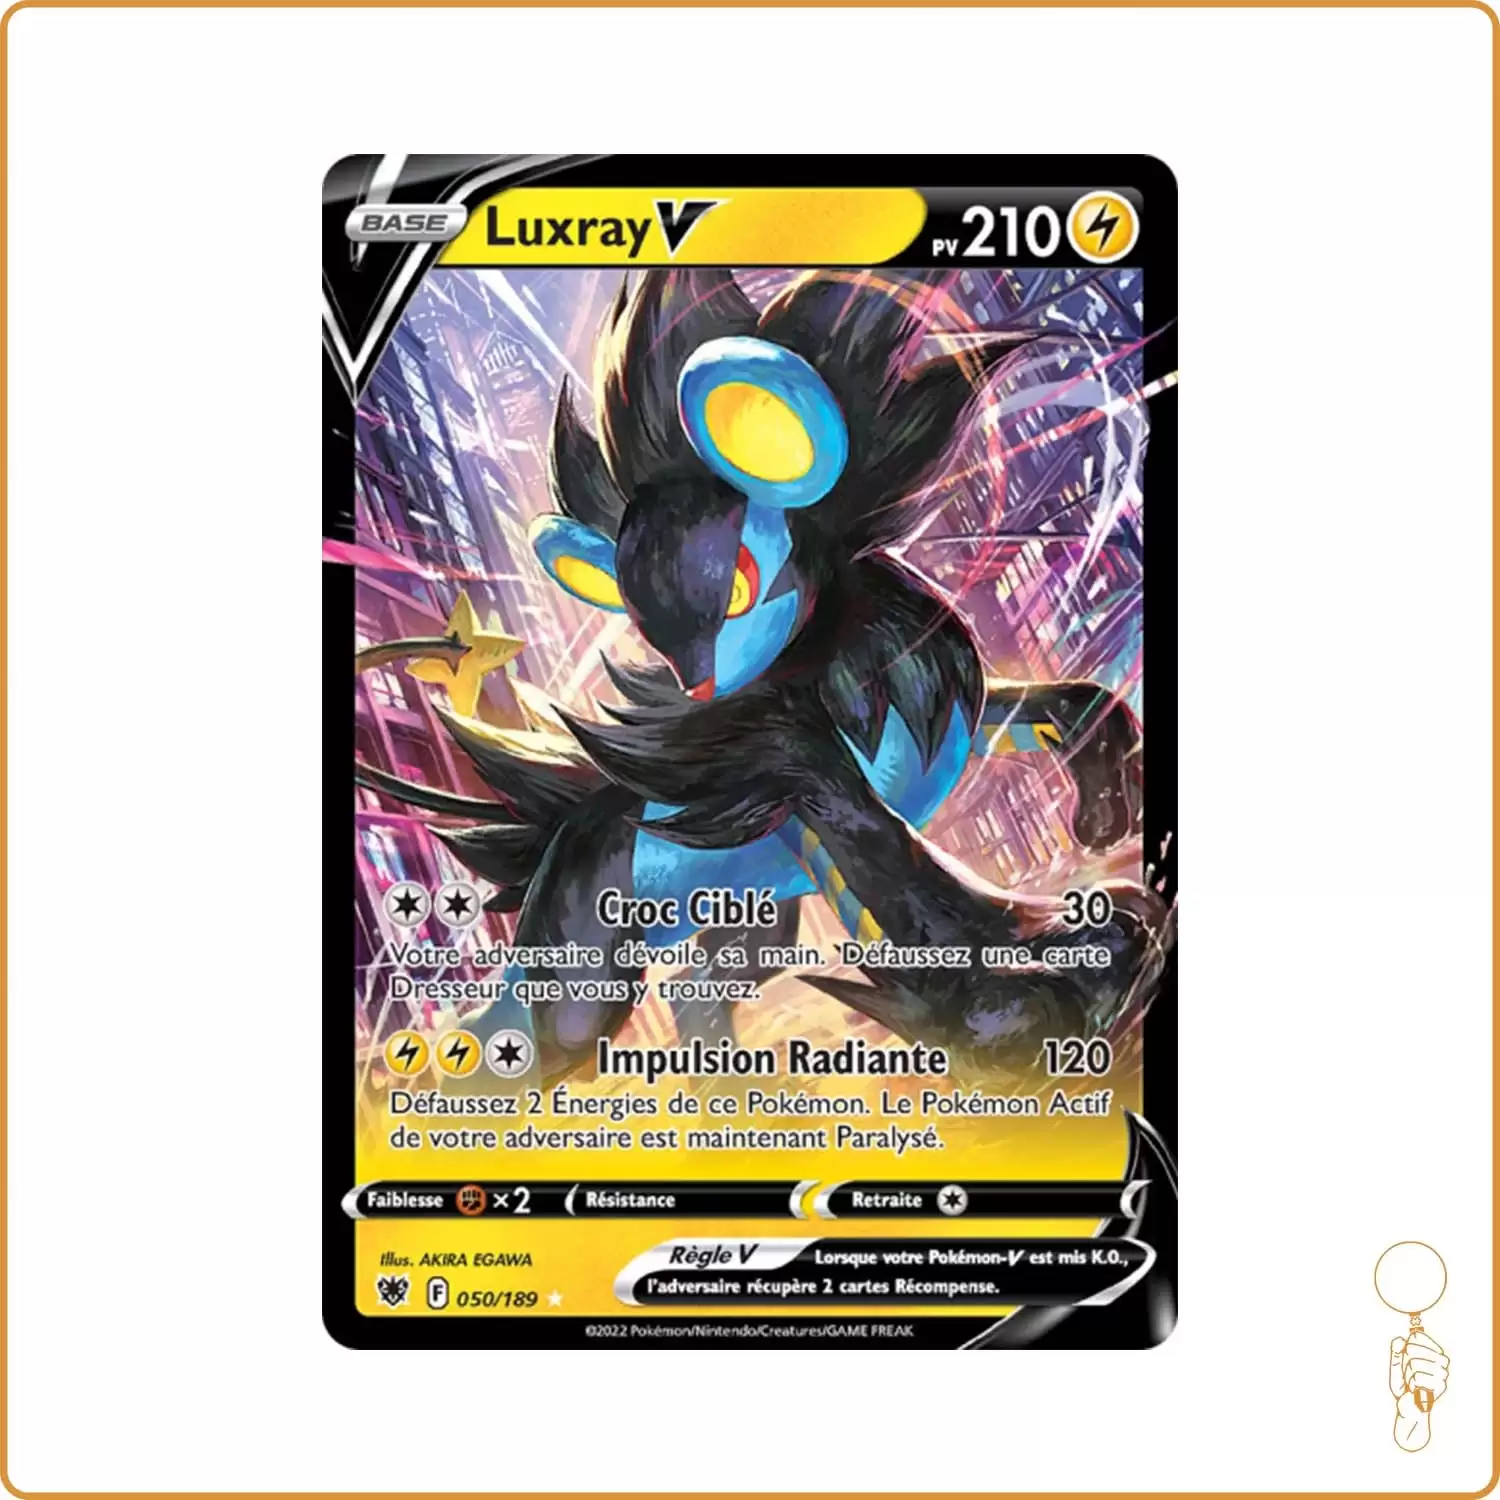 BASE
Luxray V
PV 210
Croc Ciblé 30
Votre adversaire dévoile sa main. Défaussez une carte
Dresseur que vous y trouvez.
Impulsion Radiante 120
Défaussez 2 Énergies de ce Pokémon. Le Pokémon Actif
de votre adversaire est maintenant Paralysé.
Faiblesse ×2 Résistance Retraite
Illus. AKIRA EGAWA
Règle V Lorsque votre Pokémon-V est mis K.O.,
l'adversaire récupère 2 cartes Récompense.
F 050/189
©2022 Pokémon/Nintendo/Creatures/GAME FREAK